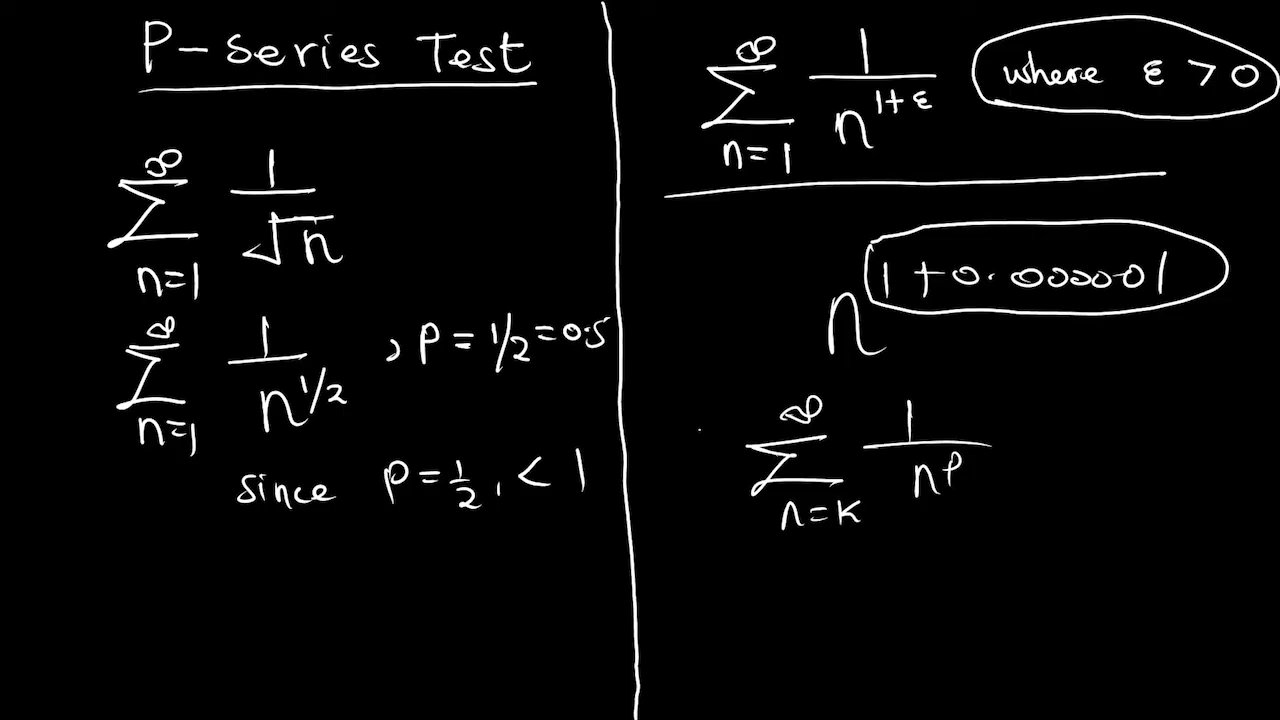 P-Series Test
∞
∑ 1/√n
n=1
∞
∑ 1/n^1/2 , P = 1/2 = 0.5
n=1
since P = 1/2, < 1
∞
∑ 1/n^1+ε where ε > 0
n=1
n^1+0.000001
∞
∑ 1/n^p
n=K